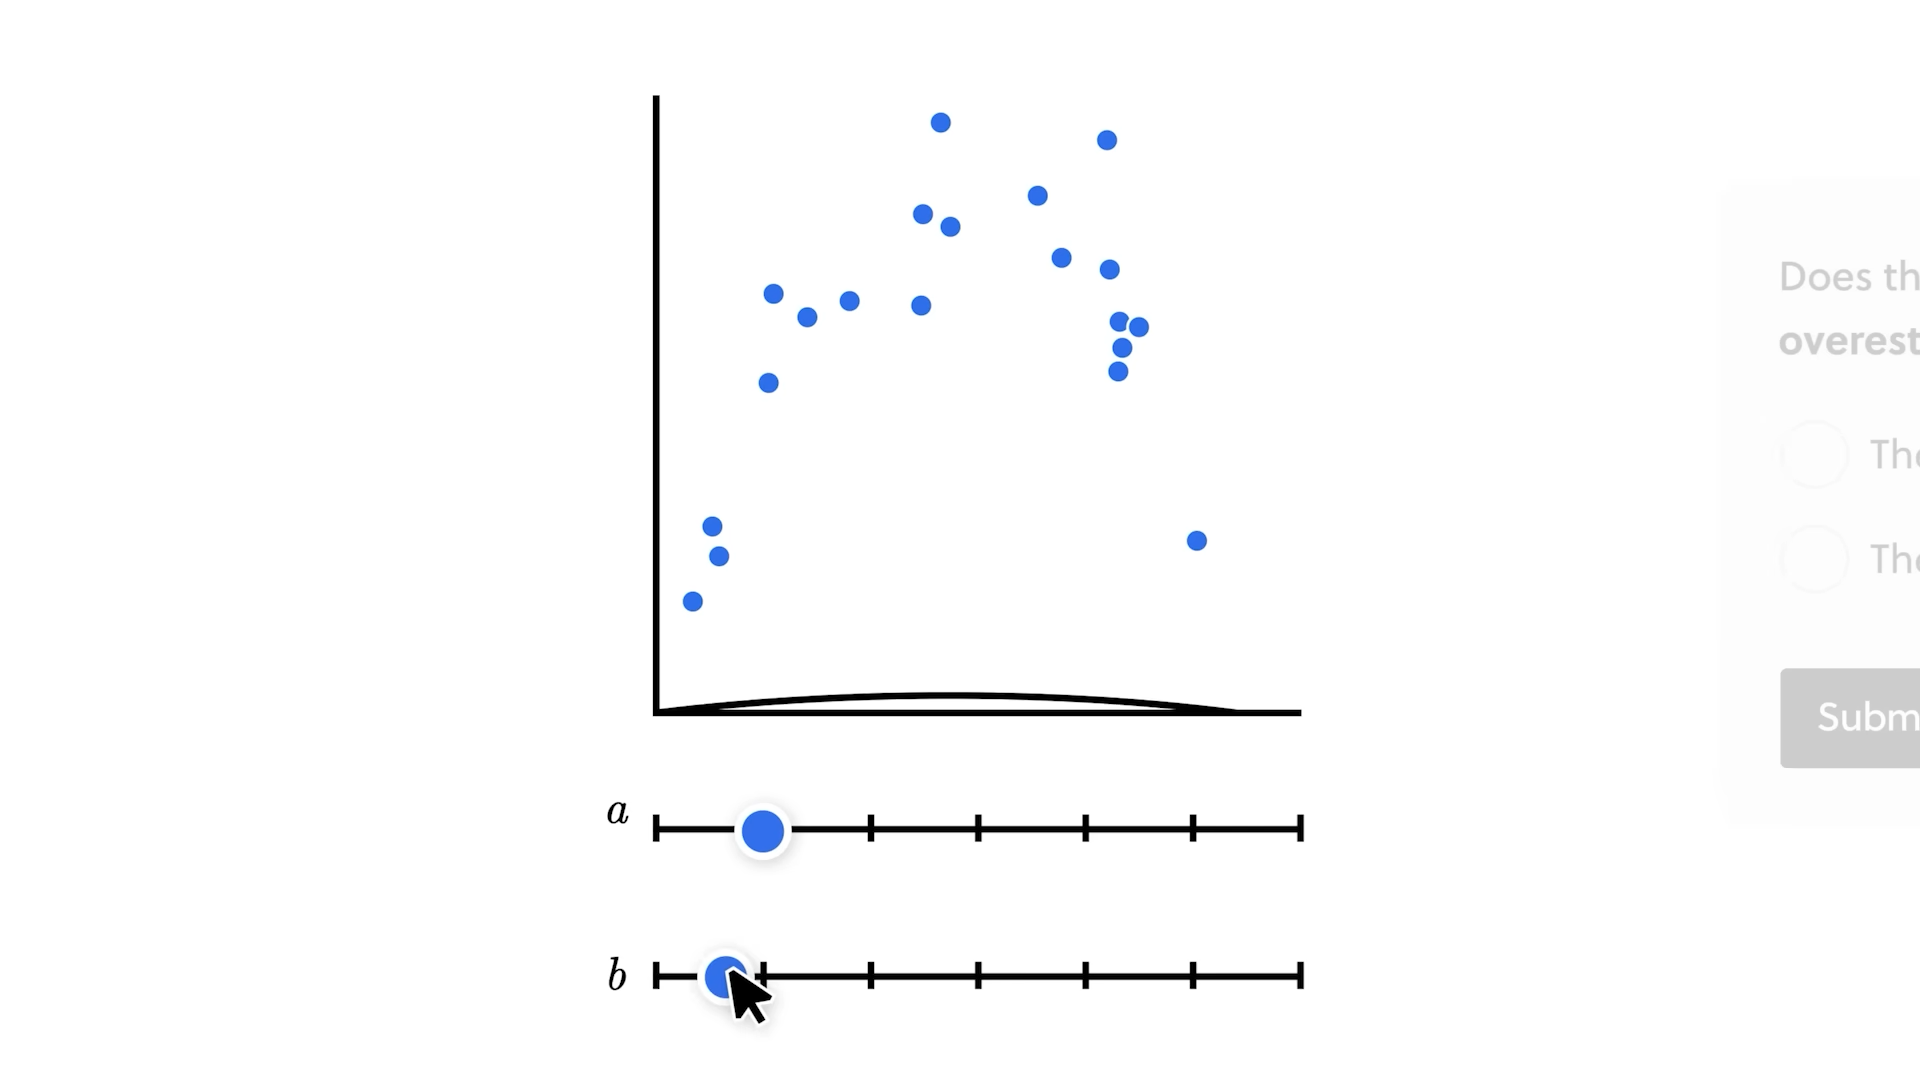 a
b
Does th
overest
The
The
Subm